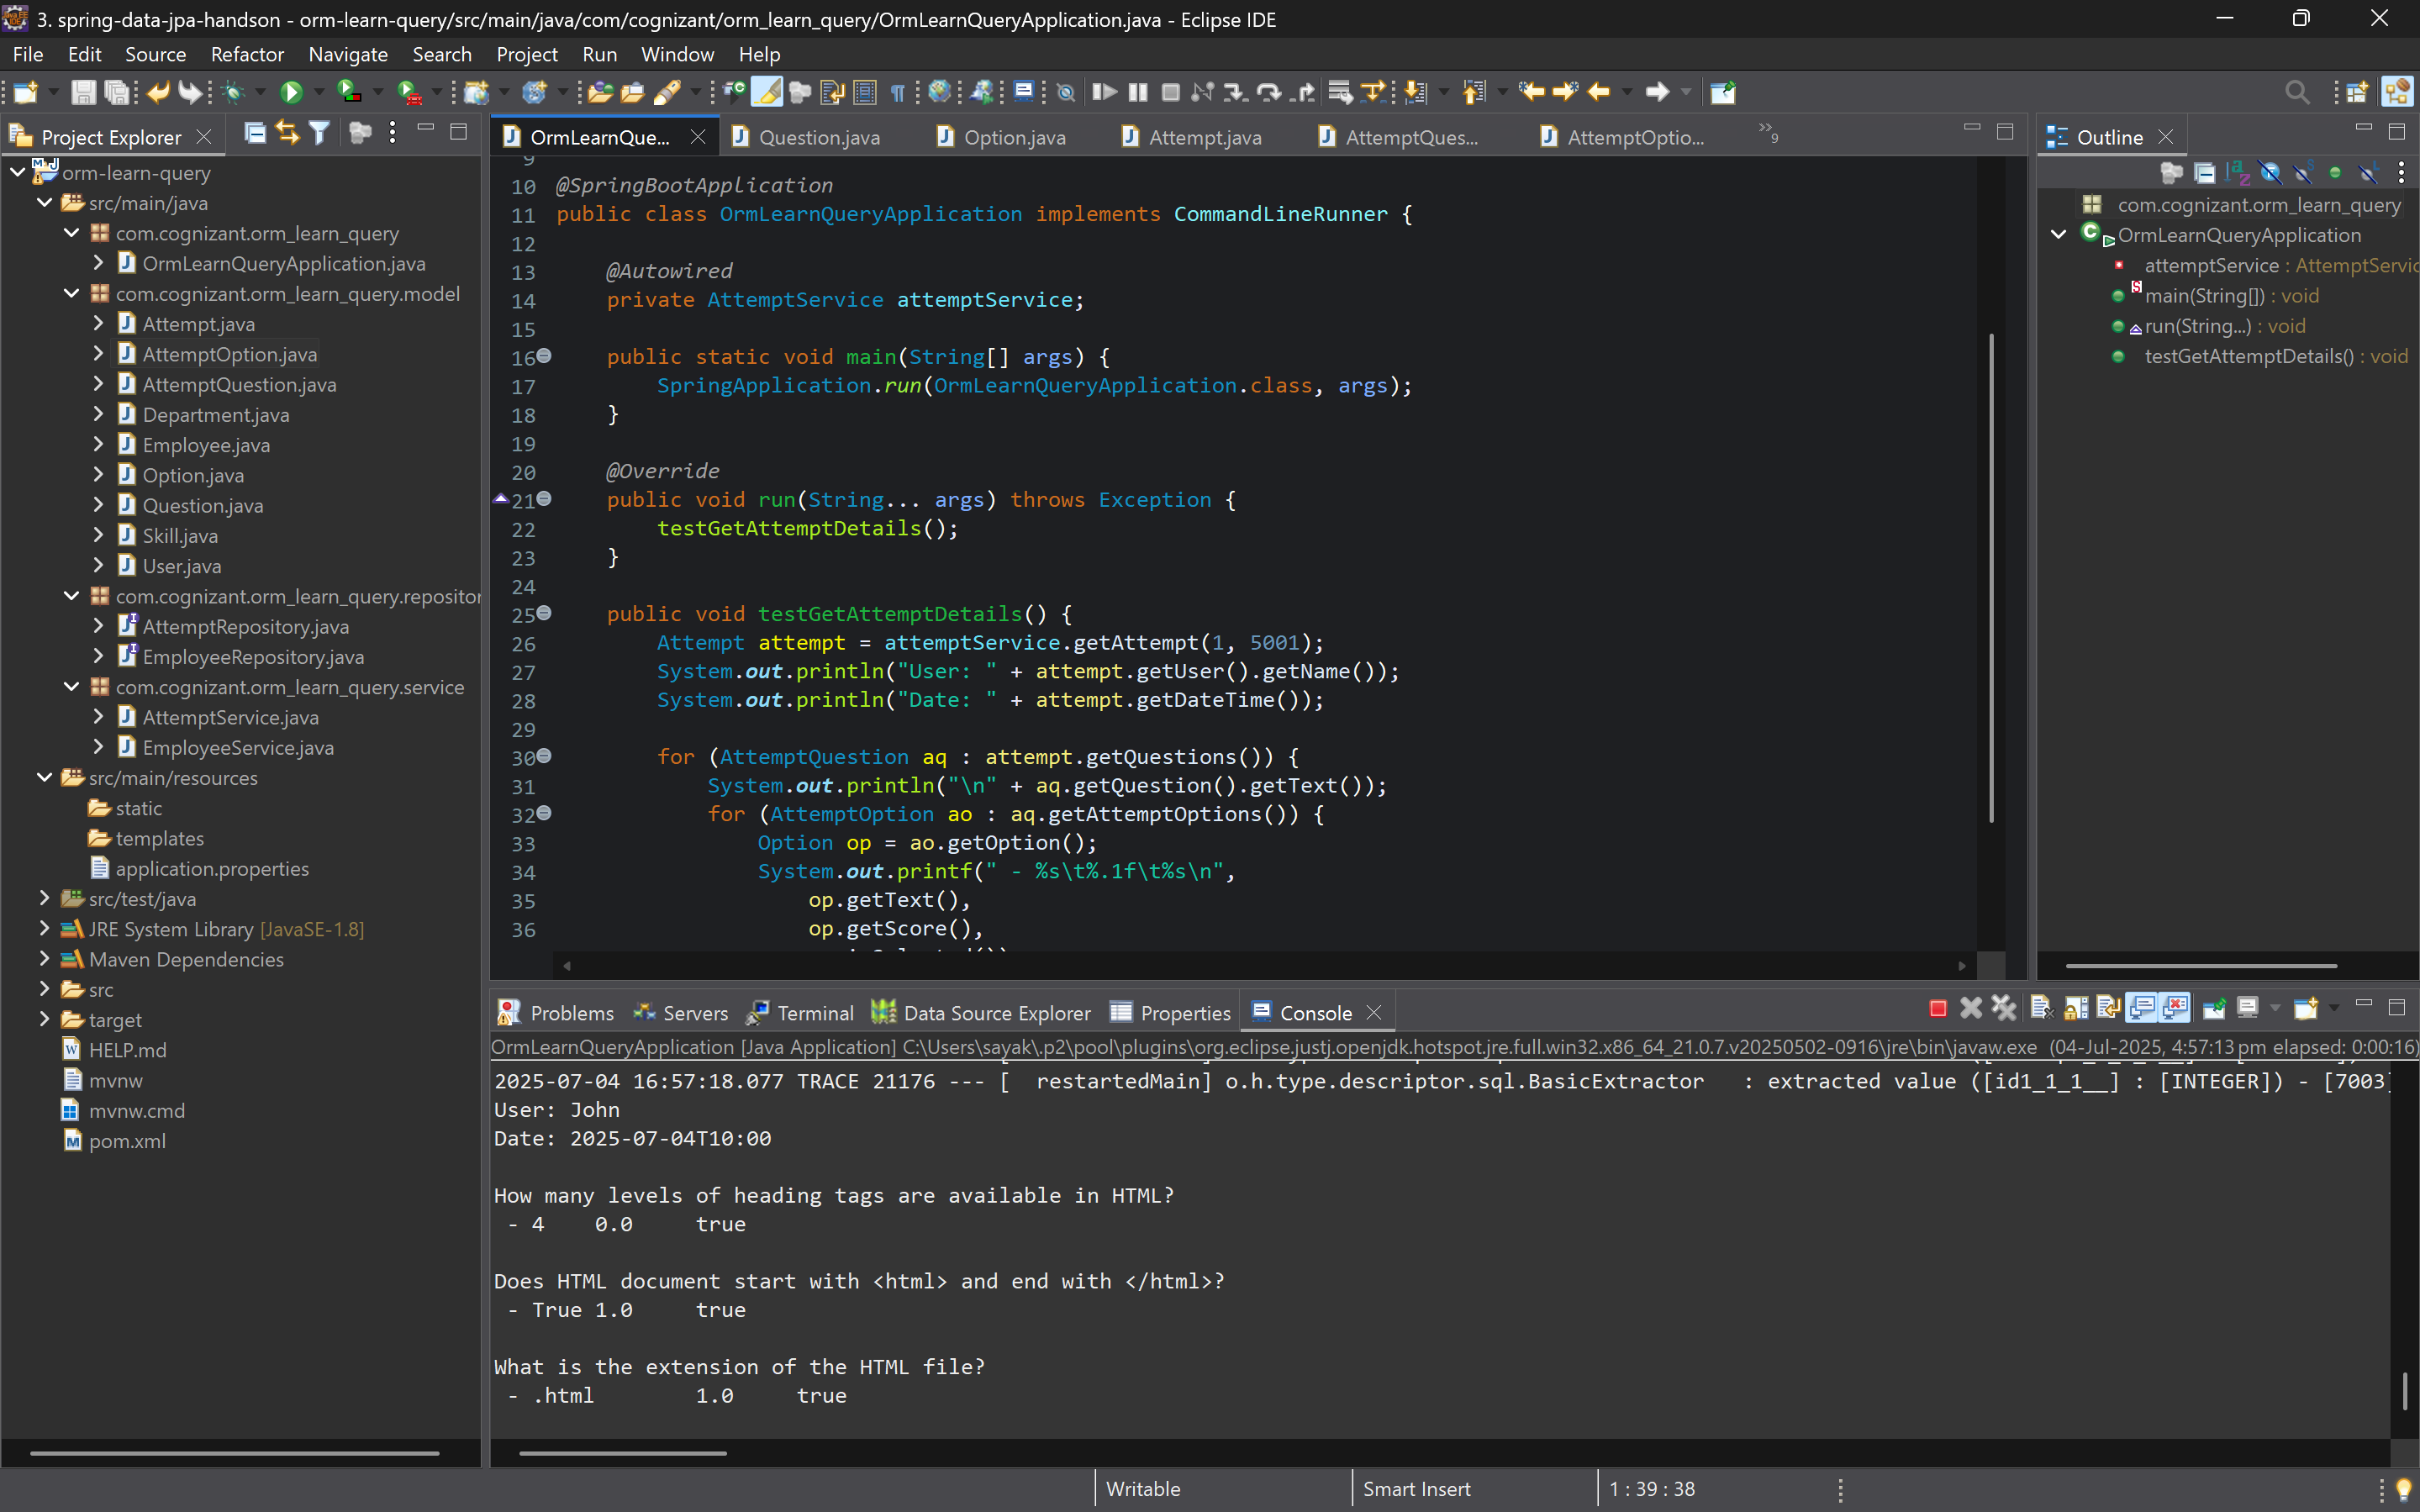 3. spring-data-jpa-handson - orm-learn-query/src/main/java/com/cognizant/orm_learn_query/OrmLearnQueryApplication.java - Eclipse IDE
File Edit Source Refactor Navigate Search Project Run Window Help
Project Explorer
orm-learn-query
src/main/java
com.cognizant.orm_learn_query
OrmLearnQueryApplication.java
com.cognizant.orm_learn_query.model
Attempt.java
AttemptOption.java
AttemptQuestion.java
Department.java
Employee.java
Option.java
Question.java
Skill.java
User.java
com.cognizant.orm_learn_query.repositor
AttemptRepository.java
EmployeeRepository.java
com.cognizant.orm_learn_query.service
AttemptService.java
EmployeeService.java
src/main/resources
static
templates
application.properties
src/test/java
JRE System Library [JavaSE-1.8]
Maven Dependencies
src
target
HELP.md
mvnw
mvnw.cmd
pom.xml
OrmLearnQue... Question.java Option.java Attempt.java AttemptQues... AttemptOptio... »9
9
10 @SpringBootApplication
11 public class OrmLearnQueryApplication implements CommandLineRunner {
12
13 @Autowired
14 private AttemptService attemptService;
15
16 public static void main(String[] args) {
17 SpringApplication.run(OrmLearnQueryApplication.class, args);
18 }
19
20 @Override
21 public void run(String... args) throws Exception {
22 testGetAttemptDetails();
23 }
24
25 public void testGetAttemptDetails() {
26 Attempt attempt = attemptService.getAttempt(1, 5001);
27 System.out.println("User: " + attempt.getUser().getName());
28 System.out.println("Date: " + attempt.getDateTime());
29
30 for (AttemptQuestion aq : attempt.getQuestions()) {
31 System.out.println("\n" + aq.getQuestion().getText());
32 for (AttemptOption ao : aq.getAttemptOptions()) {
33 Option op = ao.getOption();
34 System.out.printf(" - %s\t%.1f\t%s\n",
35 op.getText(),
36 op.getScore(),
Outline
com.cognizant.orm_learn_query
OrmLearnQueryApplication
attemptService : AttemptServic
main(String[]) : void
run(String...) : void
testGetAttemptDetails() : void
Problems Servers Terminal Data Source Explorer Properties Console
OrmLearnQueryApplication [Java Application] C:\Users\sayak\.p2\pool\plugins\org.eclipse.justj.openjdk.hotspot.jre.full.win32.x86_64_21.0.7.v20250502-0916\jre\bin\javaw.exe (04-Jul-2025, 4:57:13 pm elapsed: 0:00:16)
2025-07-04 16:57:18.077 TRACE 21176 --- [ restartedMain] o.h.type.descriptor.sql.BasicExtractor : extracted value ([id1_1_1__] : [INTEGER]) - [7003]
User: John
Date: 2025-07-04T10:00
How many levels of heading tags are available in HTML?
- 4 0.0 true
Does HTML document start with <html> and end with </html>?
- True 1.0 true
What is the extension of the HTML file?
- .html 1.0 true
Writable Smart Insert 1 : 39 : 38